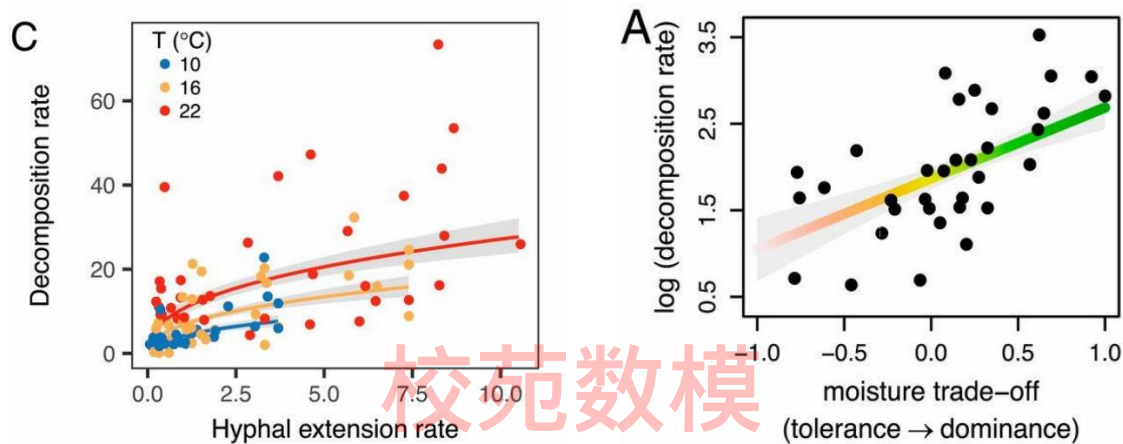 C
T (°C)
10
16
22
Decomposition rate
60
40
20
0
0.0 2.5 5.0 7.5 10.0
Hyphal extension rate
A
log (decomposition rate)
3.5
2.5
1.5
0.5
−1.0 −0.5 0.0 0.5 1.0
moisture trade−off
(tolerance → dominance)
校苑数模